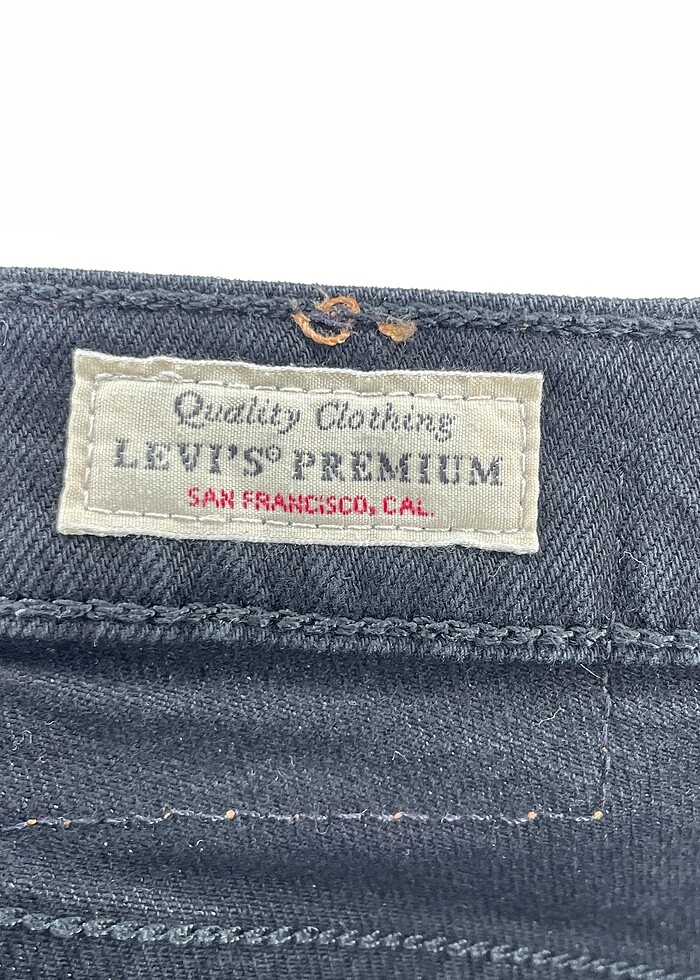 Quality Clothing
LEVI'S® PREMIUM
SAN FRANCISCO, CAL.